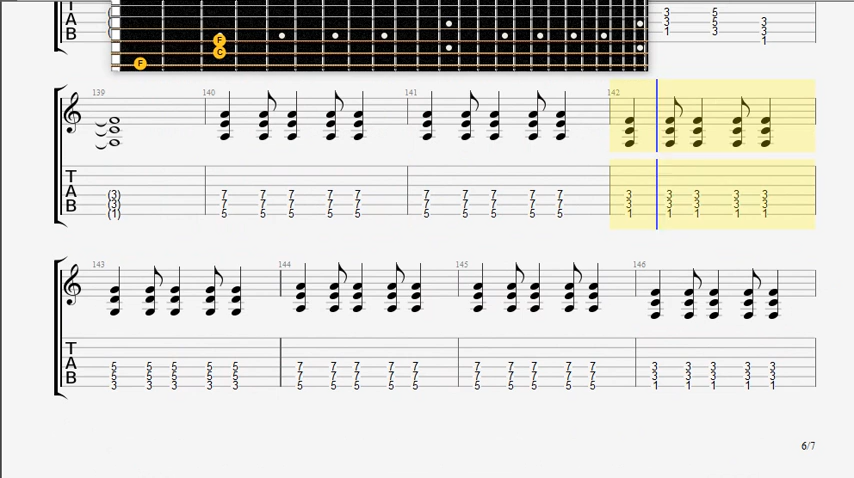 3 5
3 5 3
1 3 3
1
F
C
F
139 140 141 142
T
A (3) 7 7 7 7 7 7 7 7 7 7 3 3 3 3 3
B (3) 7 7 7 7 7 7 7 7 7 7 3 3 3 3 3
(1) 5 5 5 5 5 5 5 5 5 5 1 1 1 1 1
143 144 145 146
T
A 5 5 5 5 5 7 7 7 7 7 7 7 7 7 7 3 3 3 3 3
B 5 5 5 5 5 7 7 7 7 7 7 7 7 7 7 3 3 3 3 3
3 3 3 3 3 5 5 5 5 5 5 5 5 5 5 1 1 1 1 1
6/7